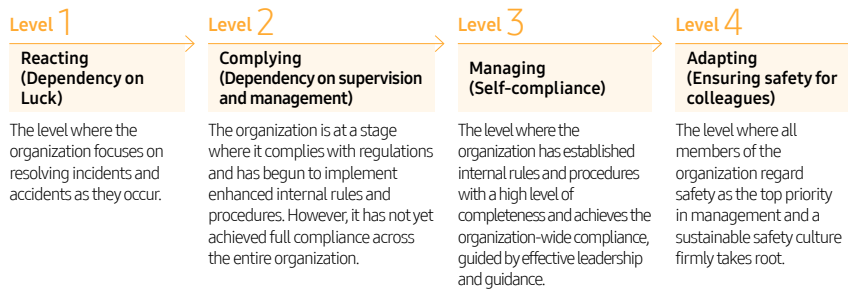 Level 1
Reacting
(Dependency on
Luck)
The level where the
organization focuses on
resolving incidents and
accidents as they occur.
Level 2
Complying
(Dependency on supervision
and management)
The organization is at a stage
where it complies with regulations
and has begun to implement
enhanced internal rules and
procedures. However, it has not yet
achieved full compliance across
the entire organization.
Level 3
Managing
(Self-compliance)
The level where the
organization has established
internal rules and procedures
with a high level of
completeness and achieves the
organization-wide compliance,
guided by effective leadership
and guidance.
Level 4
Adapting
(Ensuring safety for
colleagues)
The level where all
members of the
organization regard
safety as the top priority
in management and a
sustainable safety culture
firmly takes root.